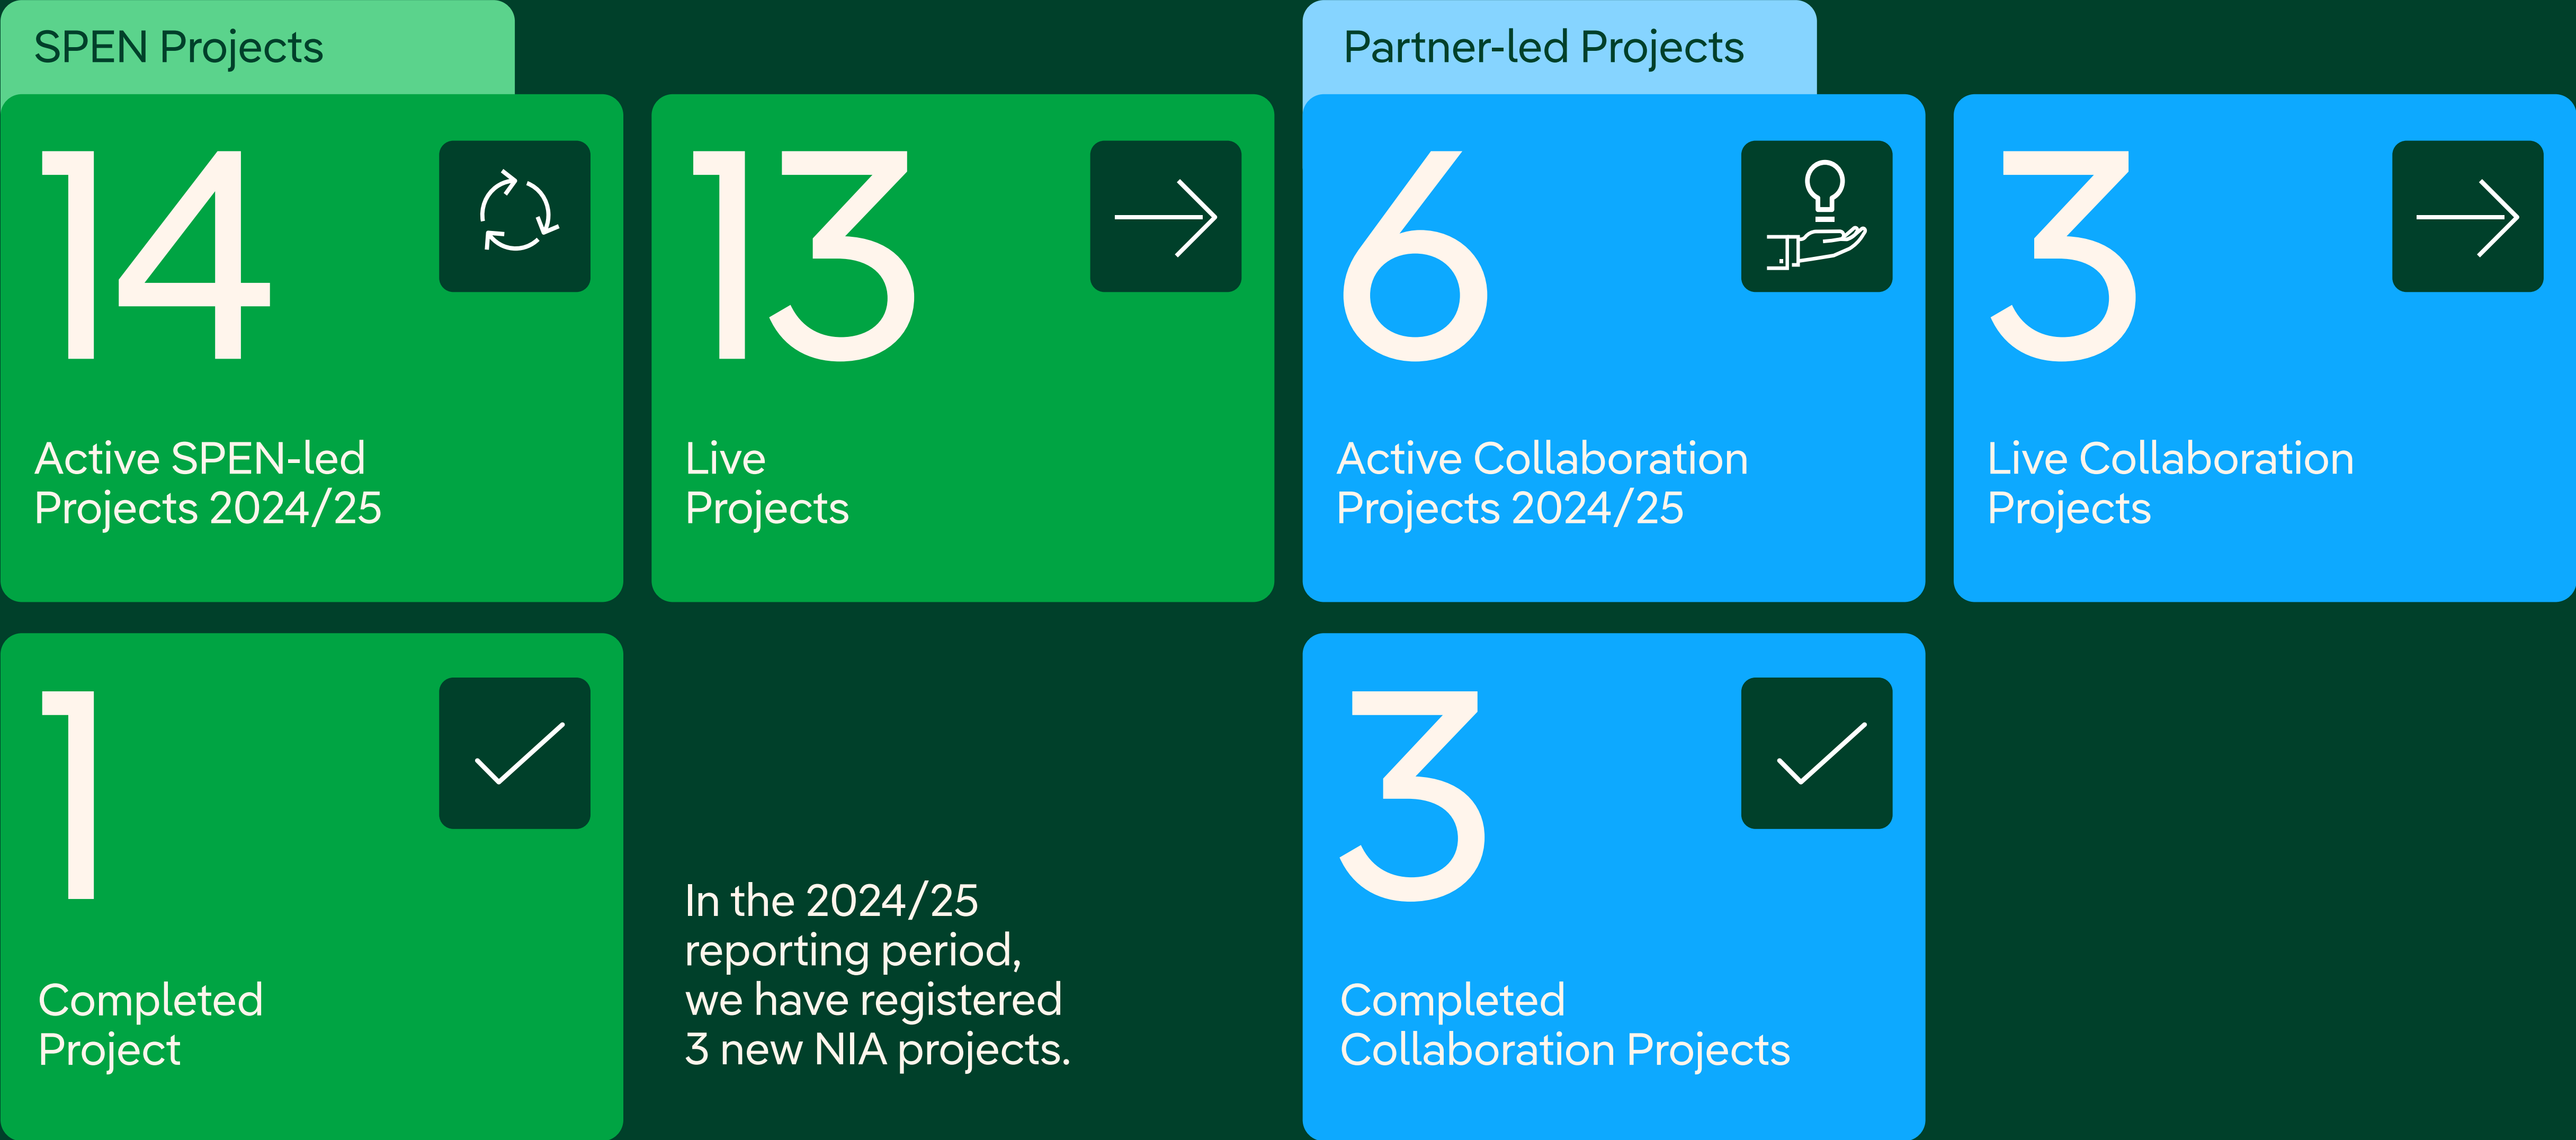 SPEN Projects
14
Active SPEN-led
Projects 2024/25
13
Live
Projects
1
Completed
Project
In the 2024/25
reporting period,
we have registered
3 new NIA projects.
Partner-led Projects
6
Active Collaboration
Projects 2024/25
3
Live Collaboration
Projects
3
Completed
Collaboration Projects